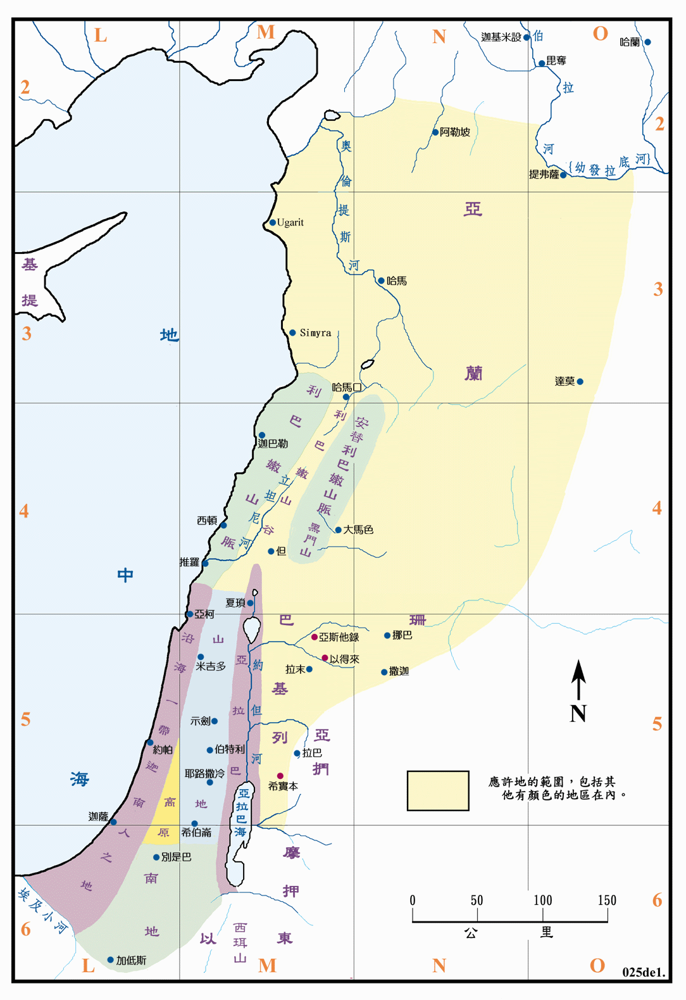 L
M
N
O
2
2
3
3
4
4
5
5
6
6
L
M
N
O
迦基米設
伯拉河
哈蘭
毘奪
阿勒坡
提弗薩
{幼發拉底河}
奧倫提斯河
亞蘭
Ugarit
基提
哈馬
Simyra
達莫
哈馬口
地中海
利巴嫩山脈
利巴嫩山谷
安替利巴嫩山脈
黑門山
迦巴勒
立坦尼河
西頓
大馬色
但
推羅
夏瑣
亞柯
巴珊
亞斯他錄
挪巴
以得來
拉末
撒迦
沿海一帶迦南人之地
山地
米吉多
亞拉巴
約但河
基列
示劍
伯特利
亞捫
拉巴
約帕
耶路撒冷
希實本
亞拉巴海
高原
迦薩
希伯崙
別是巴
南地
摩押
埃及小河
加低斯
以東
西珥山
N
應許地的範圍，包括其
他有顏色的地區在內。
0 50 100 150
公里
025de1.